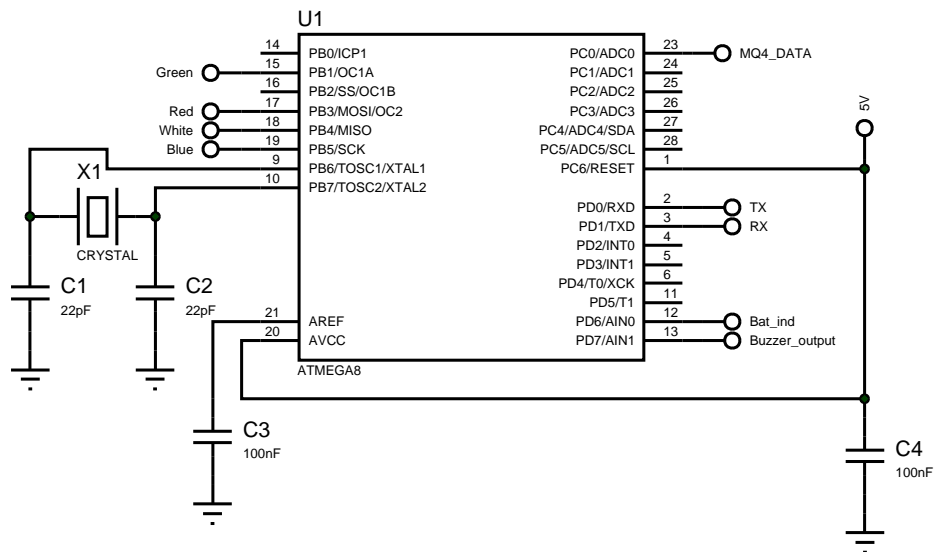 U1
14 PB0/ICP1 PC0/ADC0 23 MQ4_DATA
Green 15 PB1/OC1A PC1/ADC1 24
16 PB2/SS/OC1B PC2/ADC2 25
Red 17 PB3/MOSI/OC2 PC3/ADC3 26
White 18 PB4/MISO PC4/ADC4/SDA 27
Blue 19 PB5/SCK PC5/ADC5/SCL 28
9 PB6/TOSC1/XTAL1 PC6/RESET 1
10 PB7/TOSC2/XTAL2
5V
X1
CRYSTAL
PD0/RXD 2 TX
PD1/TXD 3 RX
PD2/INT0 4
PD3/INT1 5
PD4/T0/XCK 6
PD5/T1 11
C1
22pF
C2
22pF
21 AREF PD6/AIN0 12 Bat_ind
20 AVCC PD7/AIN1 13 Buzzer_output
ATMEGA8
C3
100nF
C4
100nF